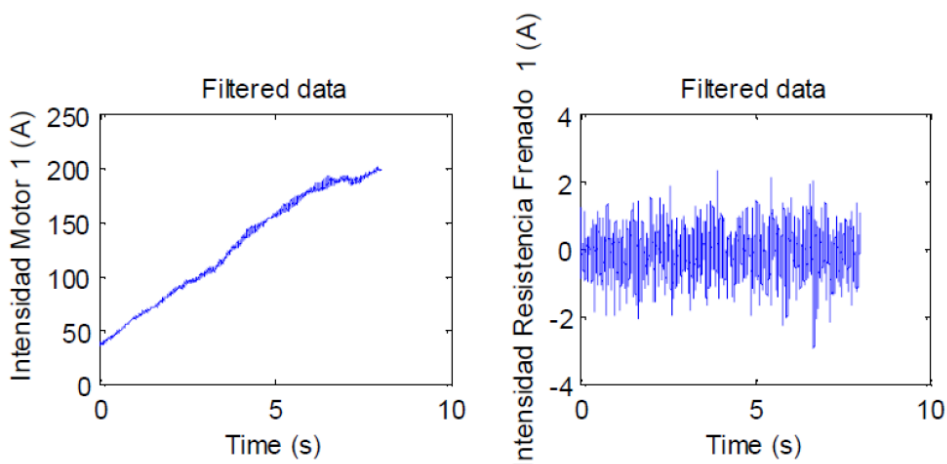 Filtered data
Intensidad Motor 1 (A)
250
200
150
100
50
0
0
5
10
Time (s)
Filtered data
ntensidad Resistencia Frenado 1 (A)
4
2
0
-2
-4
0
5
10
Time (s)